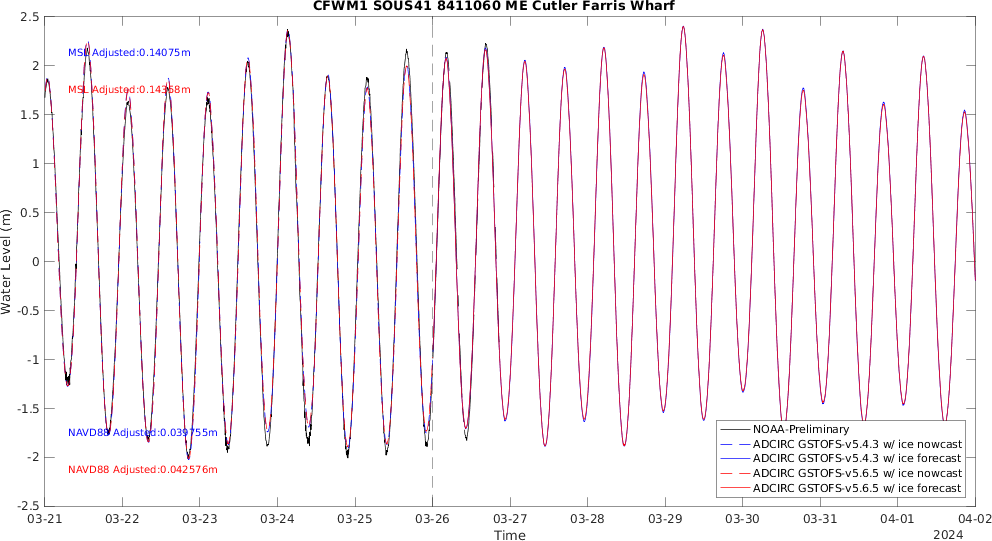 CFWM1 SOUS41 8411060 ME Cutler Farris Wharf
2.5
2
1.5
1
0.5
0
-0.5
-1
-1.5
-2
-2.5
Water Level (m)
MSL Adjusted:0.14075m
MSL Adjusted:0.14368m
NAVD88 Adjusted:0.039755m
NAVD88 Adjusted:0.042576m
NOAA-Preliminary
ADCIRC GSTOFS-v5.4.3 w/ ice nowcast
ADCIRC GSTOFS-v5.4.3 w/ ice forecast
ADCIRC GSTOFS-v5.6.5 w/ ice nowcast
ADCIRC GSTOFS-v5.6.5 w/ ice forecast
03-21 03-22 03-23 03-24 03-25 03-26 03-27 03-28 03-29 03-30 03-31 04-01 04-02
Time
2024